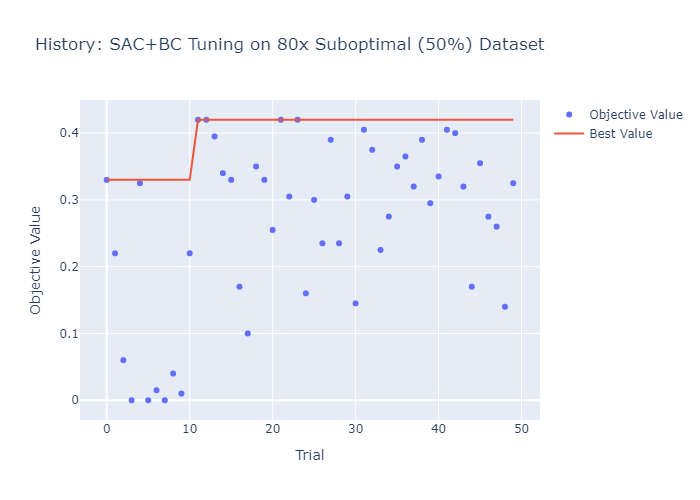 History: SAC+BC Tuning on 80x Suboptimal (50%) Dataset
Objective Value
Best Value
0.4
0.3
0.2
0.1
0
Objective Value
0 10 20 30 40 50
Trial